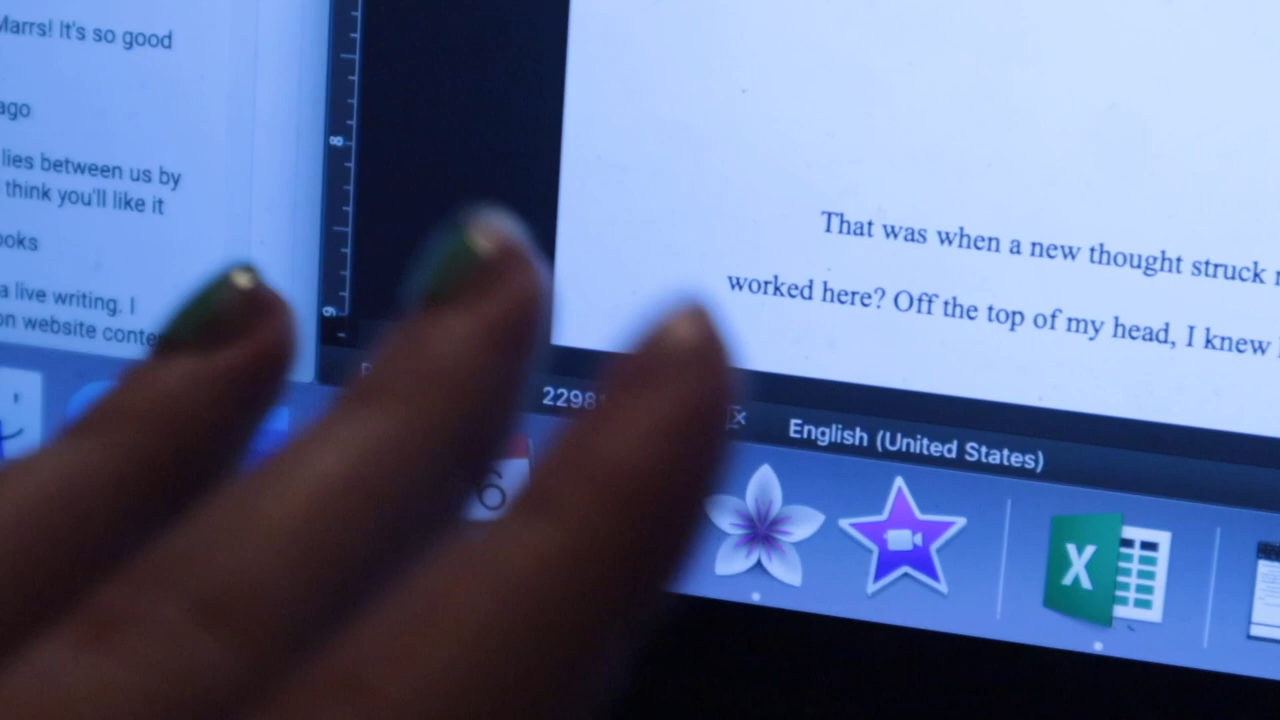 Marrs! It's so good
ago
lies between us by
think you'll like it
ooks
a live writing. I
on website conte
8
9
That was when a new thought struck
worked here? Off the top of my head, I knew
2298
English (United States)
6
X